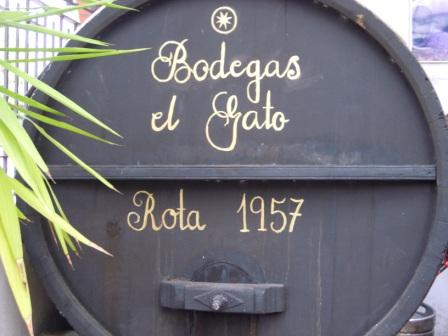 Bodegas
el Gato
Rota 1957